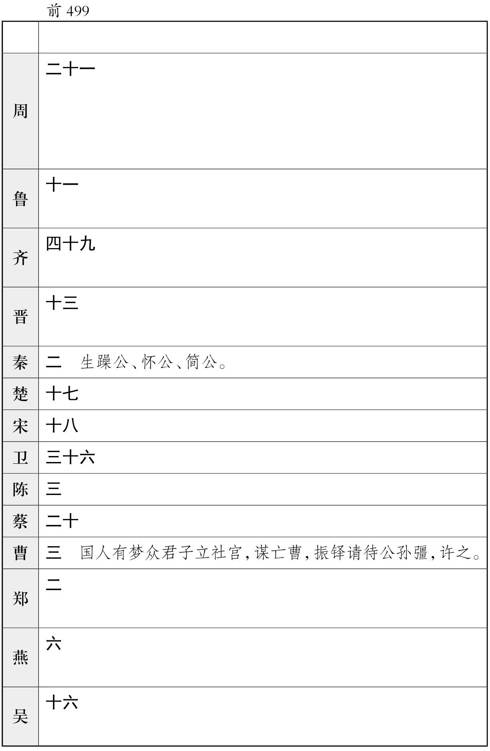 前 499
周 二十一
鲁 十一
齐 四十九
晋 十三
秦 二 生躁公、怀公、简公。
楚 十七
宋 十八
卫 三十六
陈 三
蔡 二十
曹 三 国人有梦众君子立社宫，谋亡曹，振铎请待公孙疆，许之。
郑 二
燕 六
吴 十六